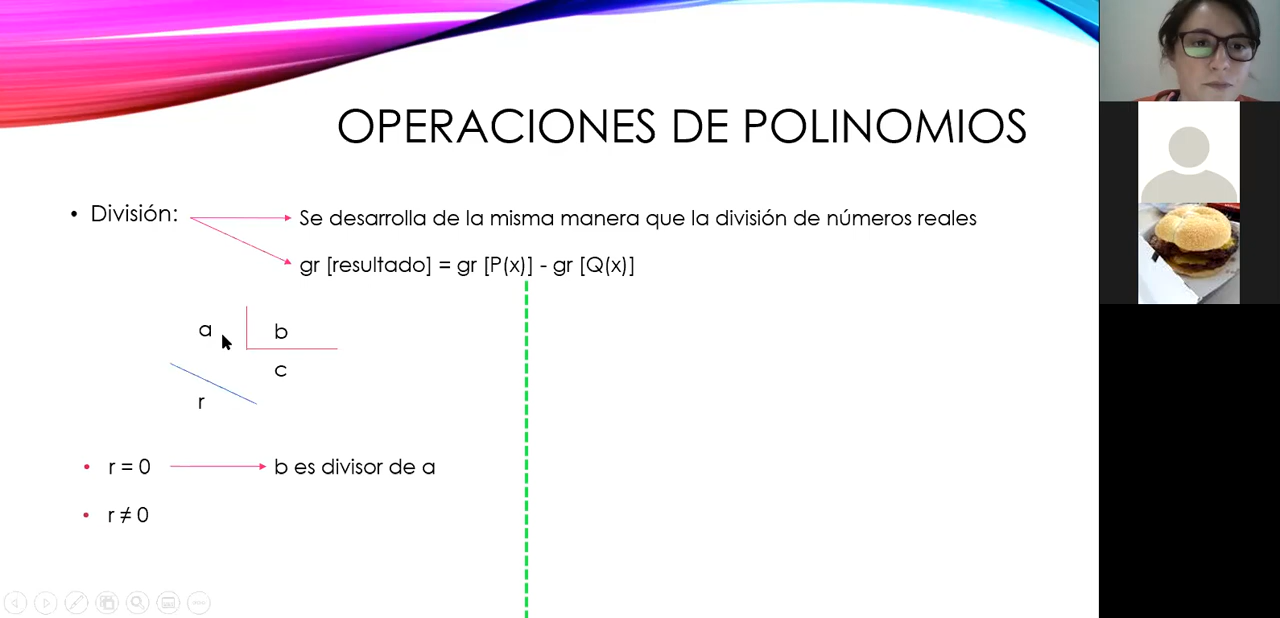 OPERACIONES DE POLINOMIOS
• División:
Se desarrolla de la misma manera que la división de números reales
gr [resultado] = gr [P(x)] - gr [Q(x)]
a b
c
r
• r = 0 b es divisor de a
• r ≠ 0